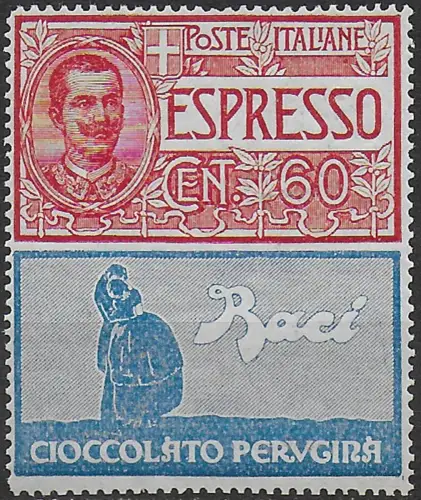 POSTE ITALIANE
ESPRESSO
CENT. 60
Baci
CIOCCOLATO PERVGINA